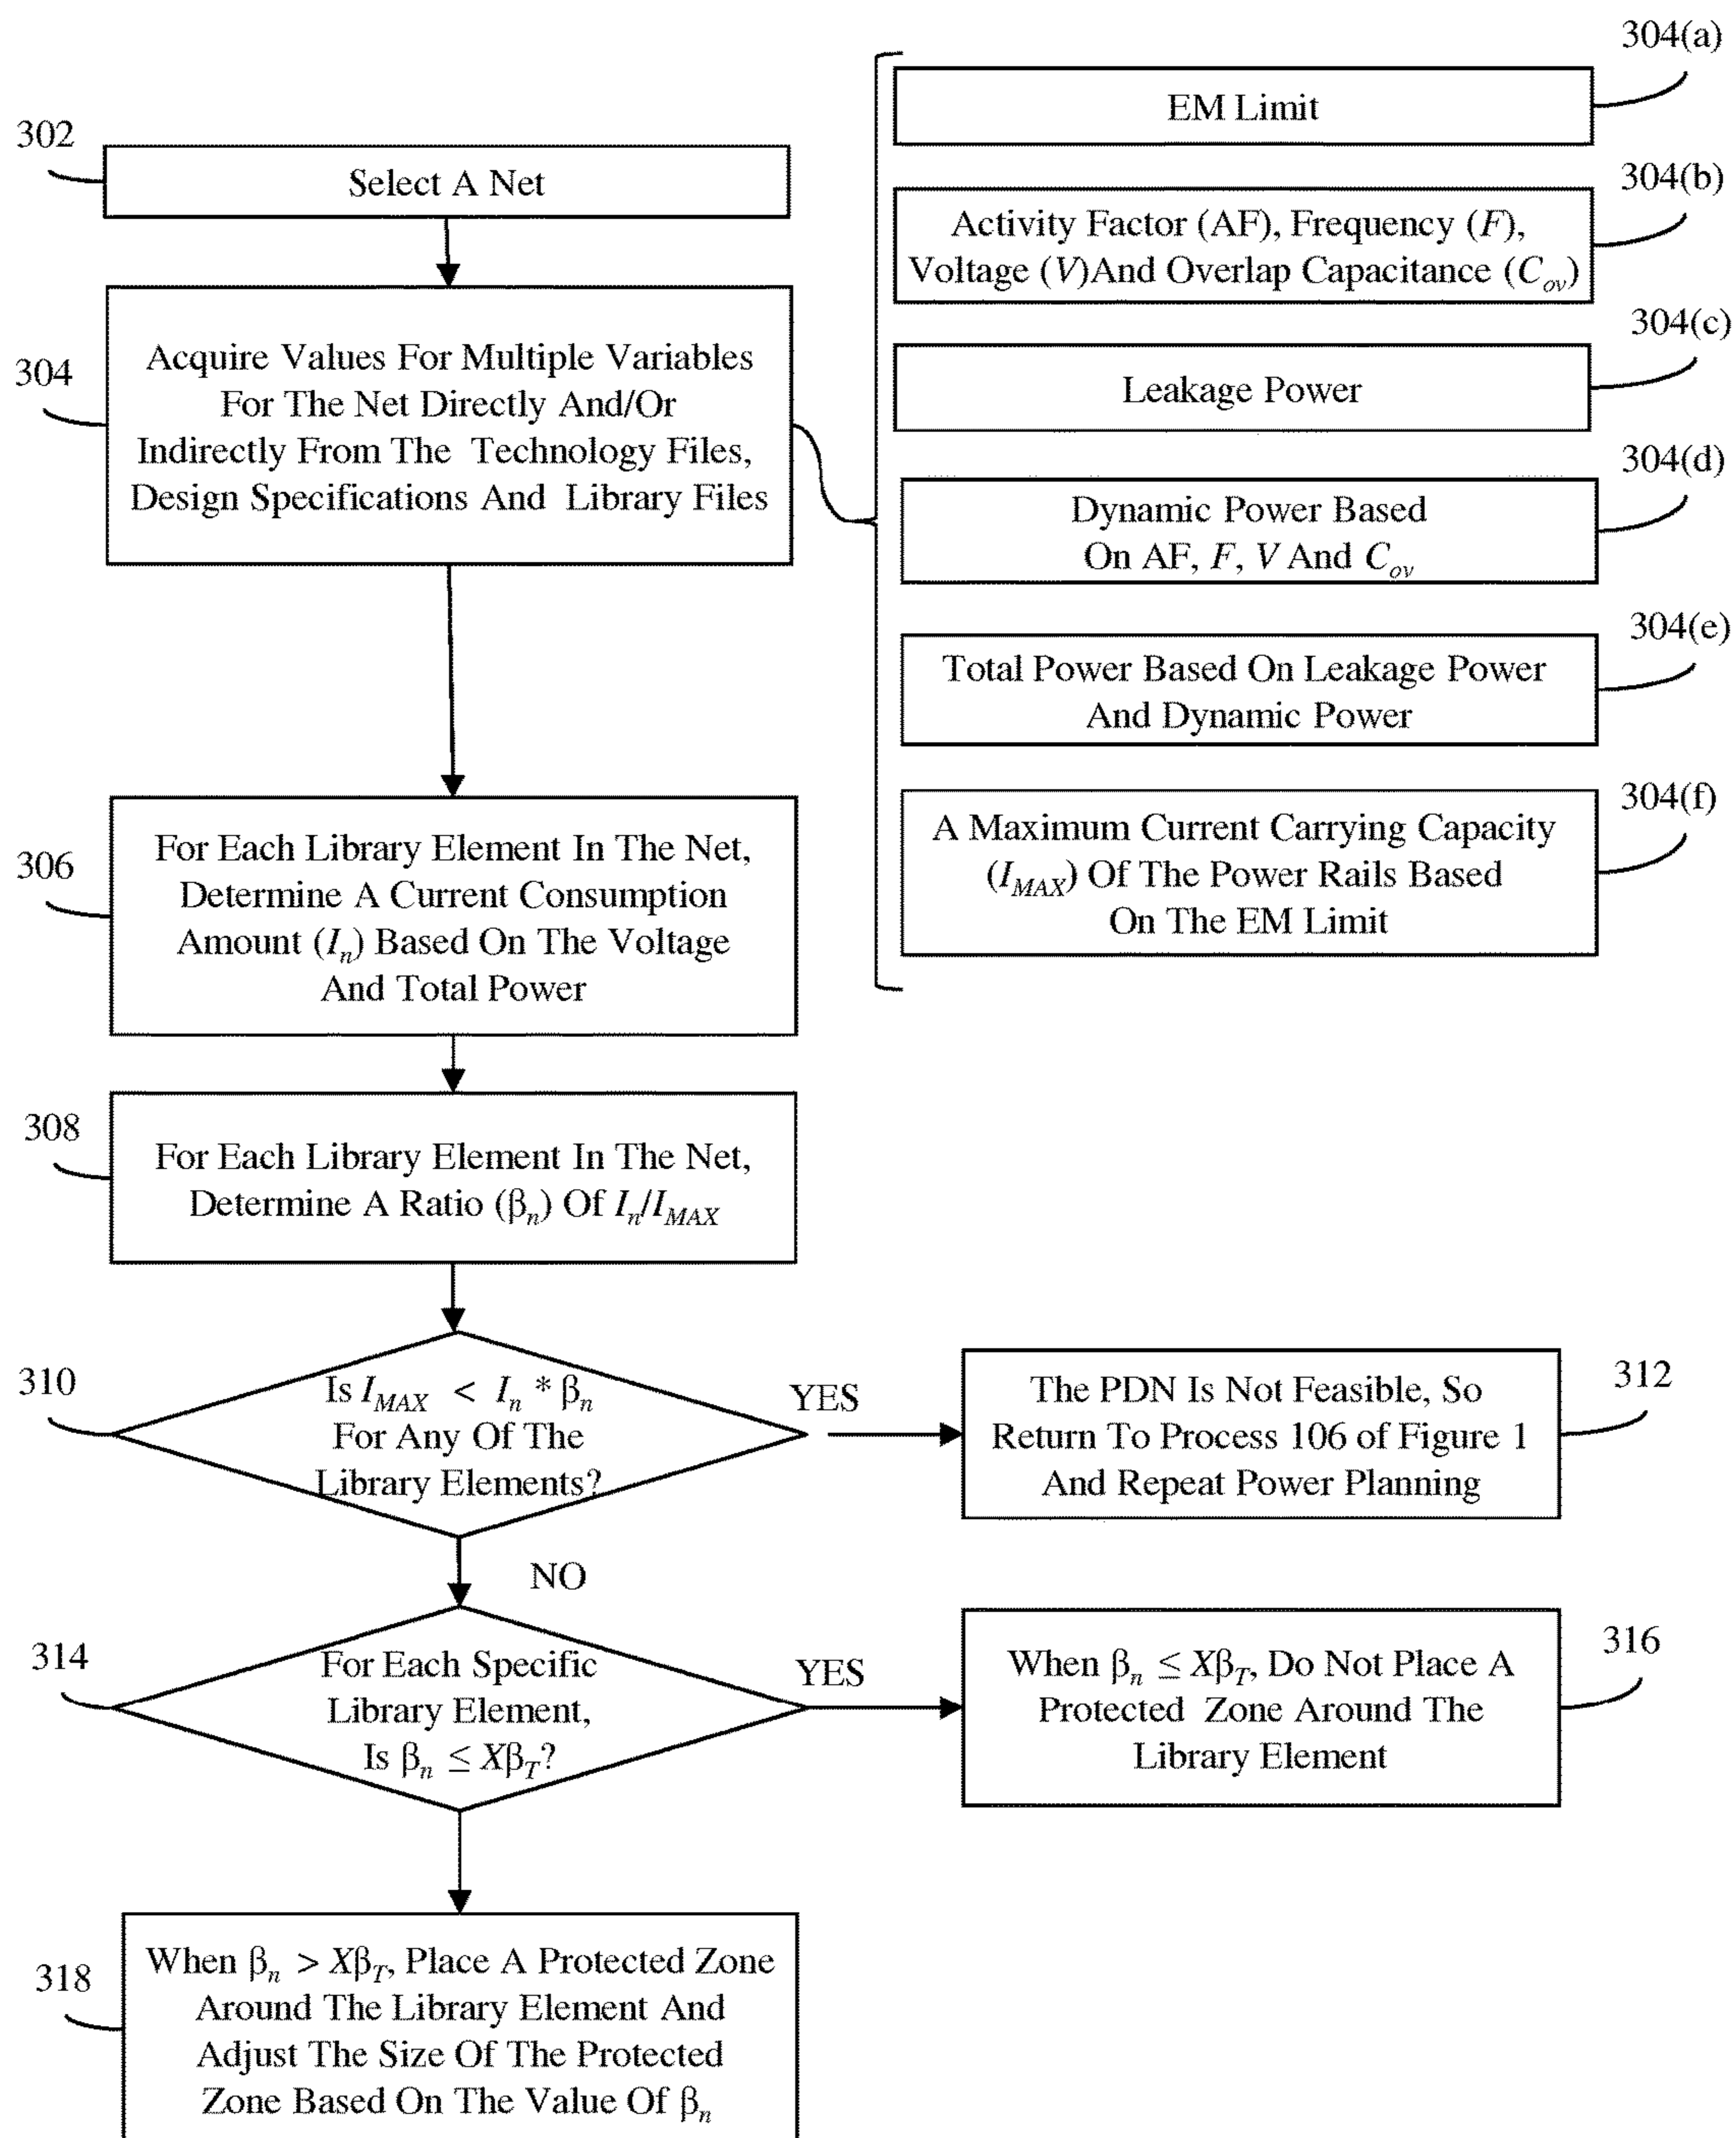 302
Select A Net
304
Acquire Values For Multiple Variables
For The Net Directly And/Or
Indirectly From The Technology Files,
Design Specifications And Library Files
304(a)
EM Limit
304(b)
Activity Factor (AF), Frequency (F),
Voltage (V)And Overlap Capacitance (Cov)
304(c)
Leakage Power
304(d)
Dynamic Power Based
On AF, F, V And Cov
304(e)
Total Power Based On Leakage Power
And Dynamic Power
304(f)
A Maximum Current Carrying Capacity
(IMAX) Of The Power Rails Based
On The EM Limit
306
For Each Library Element In The Net,
Determine A Current Consumption
Amount (In) Based On The Voltage
And Total Power
308
For Each Library Element In The Net,
Determine A Ratio (βn) Of In/IMAX
310
Is IMAX < In * βn
For Any Of The
Library Elements?
YES
312
The PDN Is Not Feasible, So
Return To Process 106 of Figure 1
And Repeat Power Planning
NO
314
For Each Specific
Library Element,
Is βn ≤ XβT?
YES
316
When βn ≤ XβT, Do Not Place A
Protected Zone Around The
Library Element
318
When βn > XβT, Place A Protected Zone
Around The Library Element And
Adjust The Size Of The Protected
Zone Based On The Value Of βn